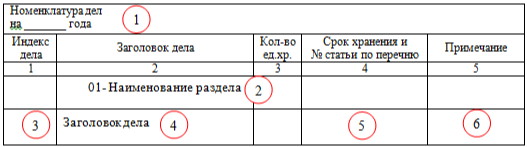 Номенклатура дел
на _______ года 1
Индекс дела Заголовок дела Кол-во ед.хр. Срок хранения и № статьи по перечню Примечание
1 2 3 4 5
01- Наименование раздела 2
3 Заголовок дела 4 5 6